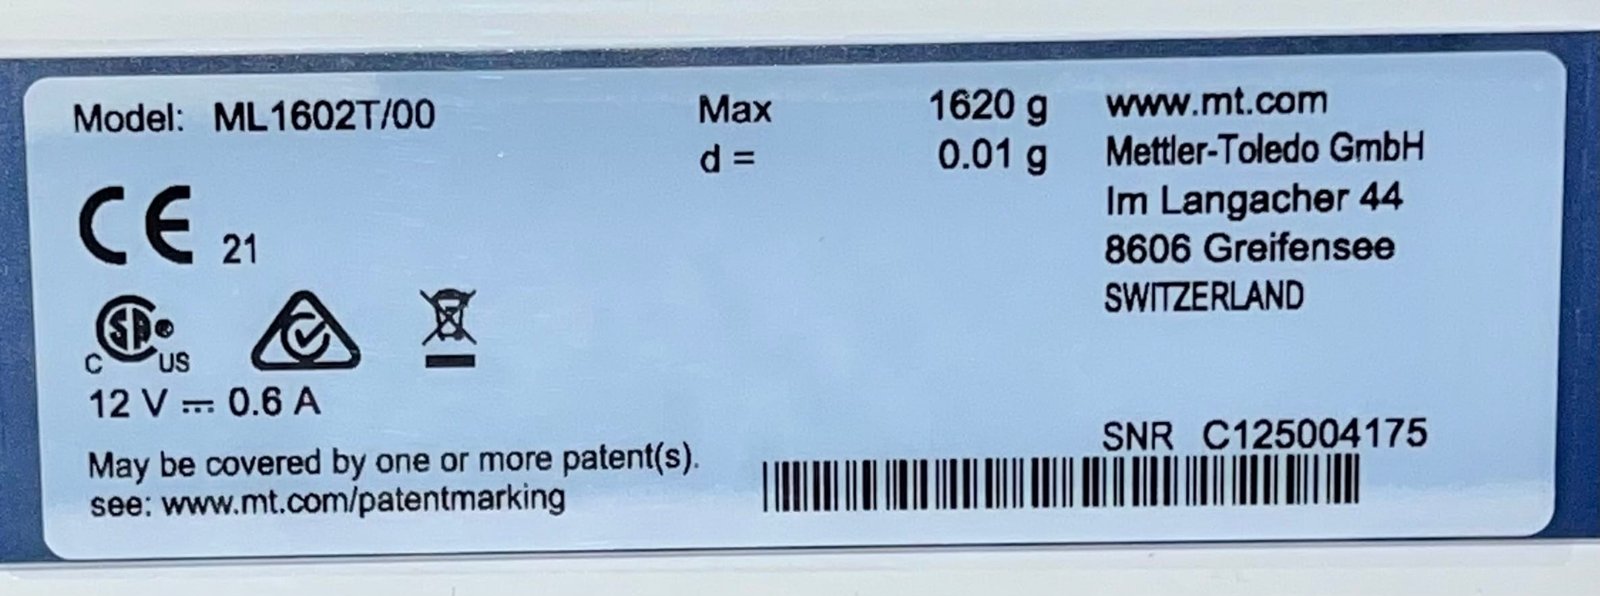 Model: ML1602T/00
Max 1620 g
d = 0.01 g
www.mt.com
Mettler-Toledo GmbH
Im Langacher 44
8606 Greifensee
SWITZERLAND
CE 21
C SA ® US
12 V ⎓ 0.6 A
May be covered by one or more patent(s).
see: www.mt.com/patentmarking
SNR C125004175